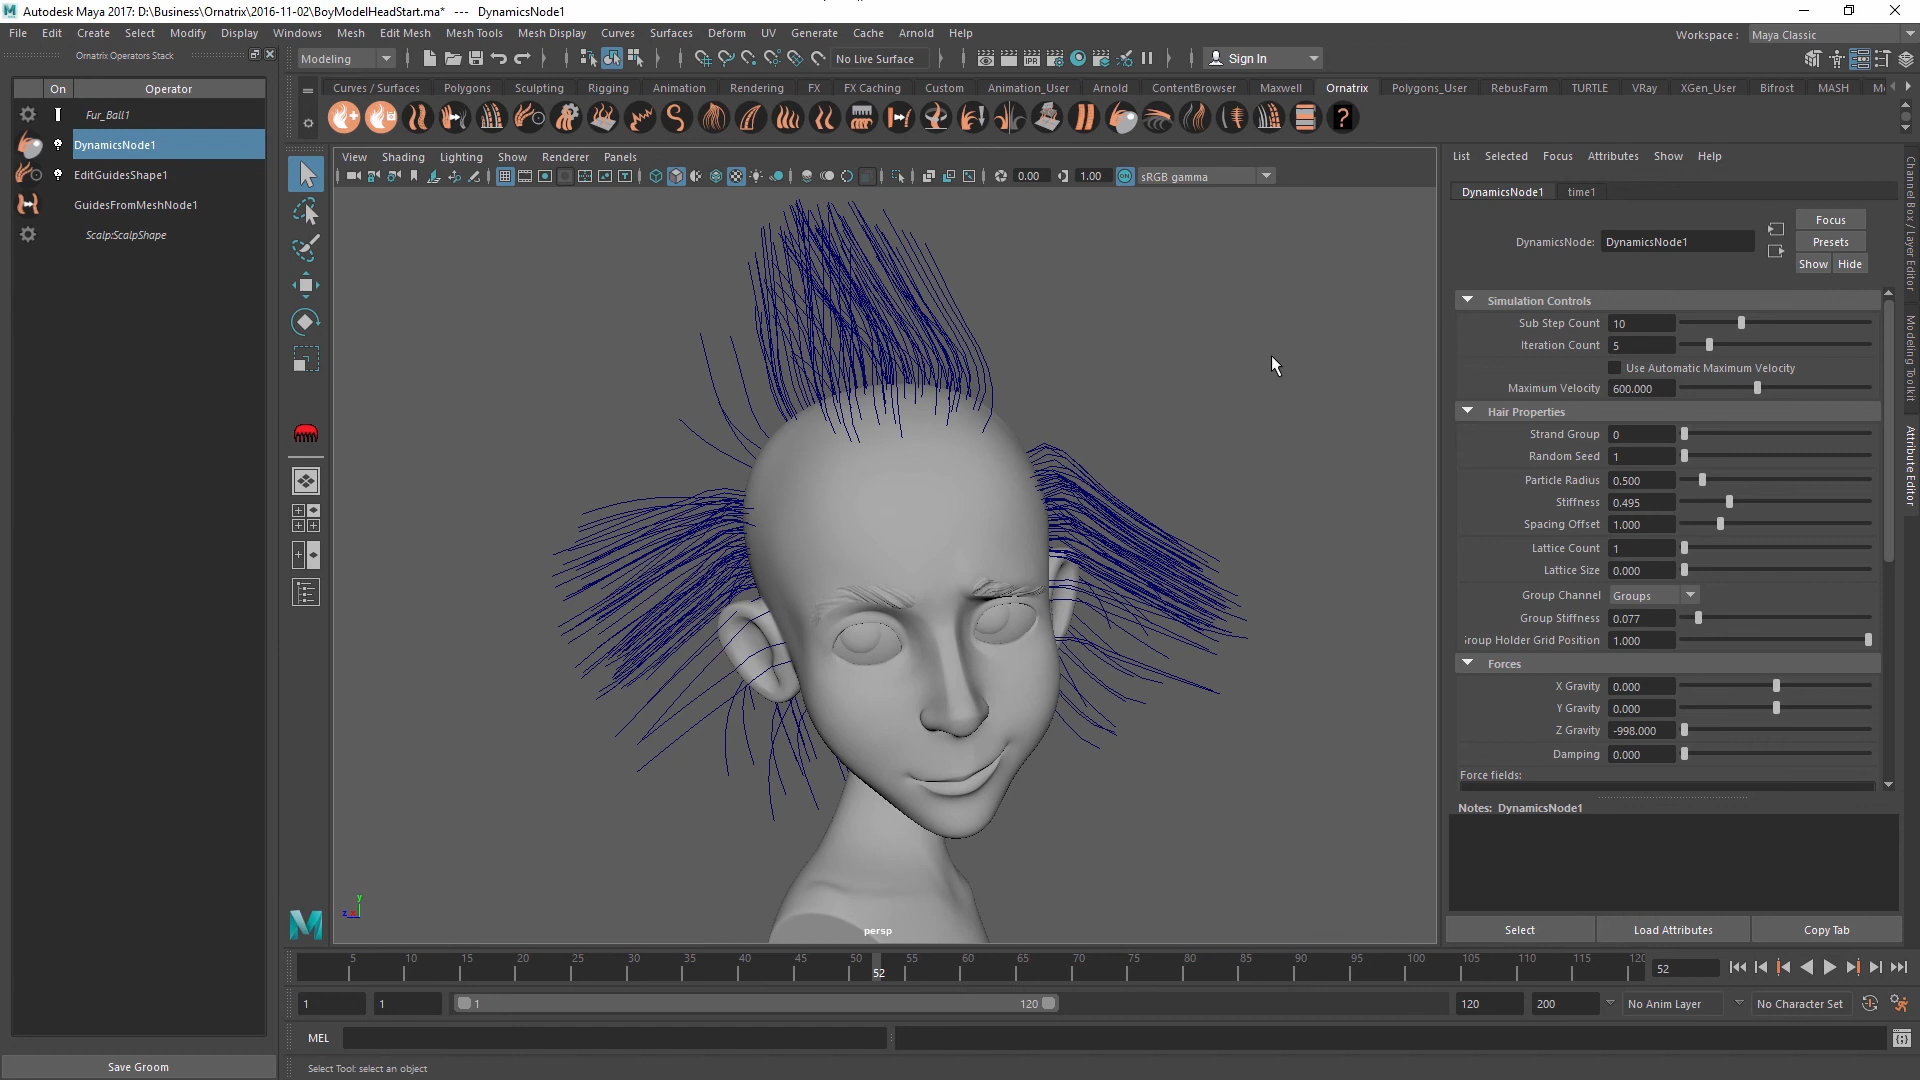 Autodesk Maya 2017: D:\Business\Ornatrix\2016-11-02\BoyModelHeadStart.ma*  ---  DynamicsNode1
File Edit Create Select Modify Display Windows Mesh Edit Mesh Mesh Tools Mesh Display Curves Surfaces Deform UV Generate Cache Arnold Help
Workspace : Maya Classic
Ornatrix Operators Stack
Modeling
No Live Surface
Sign In
Curves / Surfaces Polygons Sculpting Rigging Animation Rendering FX FX Caching Custom Animation_User Arnold ContentBrowser Maxwell Ornatrix Polygons_User RebusFarm TURTLE VRay XGen_User Bifrost MASH
On Operator
Fur_Ball1
DynamicsNode1
EditGuidesShape1
GuidesFromMeshNode1
Scalp:ScalpShape
Save Groom
View Shading Lighting Show Renderer Panels
0.00 1.00 sRGB gamma
persp
y
z x
List Selected Focus Attributes Show Help
DynamicsNode1 time1
Focus
DynamicsNode: DynamicsNode1
Presets
Show Hide
Simulation Controls
Sub Step Count 10
Iteration Count 5
Use Automatic Maximum Velocity
Maximum Velocity 600.000
Hair Properties
Strand Group 0
Random Seed 1
Particle Radius 0.500
Stiffness 0.495
Spacing Offset 1.000
Lattice Count 1
Lattice Size 0.000
Group Channel Groups
Group Stiffness 0.077
Group Holder Grid Position 1.000
Forces
X Gravity 0.000
Y Gravity 0.000
Z Gravity -998.000
Damping 0.000
Force fields:
Notes: DynamicsNode1
Select Load Attributes Copy Tab
Channel Box / Layer Editor
Modeling Toolkit
Attribute Editor
5 10 15 20 25 30 35 40 45 50 55 60 65 70 75 80 85 90 95 100 105 110 115 120
52
52
1 1 1 120 120 200 No Anim Layer No Character Set
MEL
Select Tool: select an object